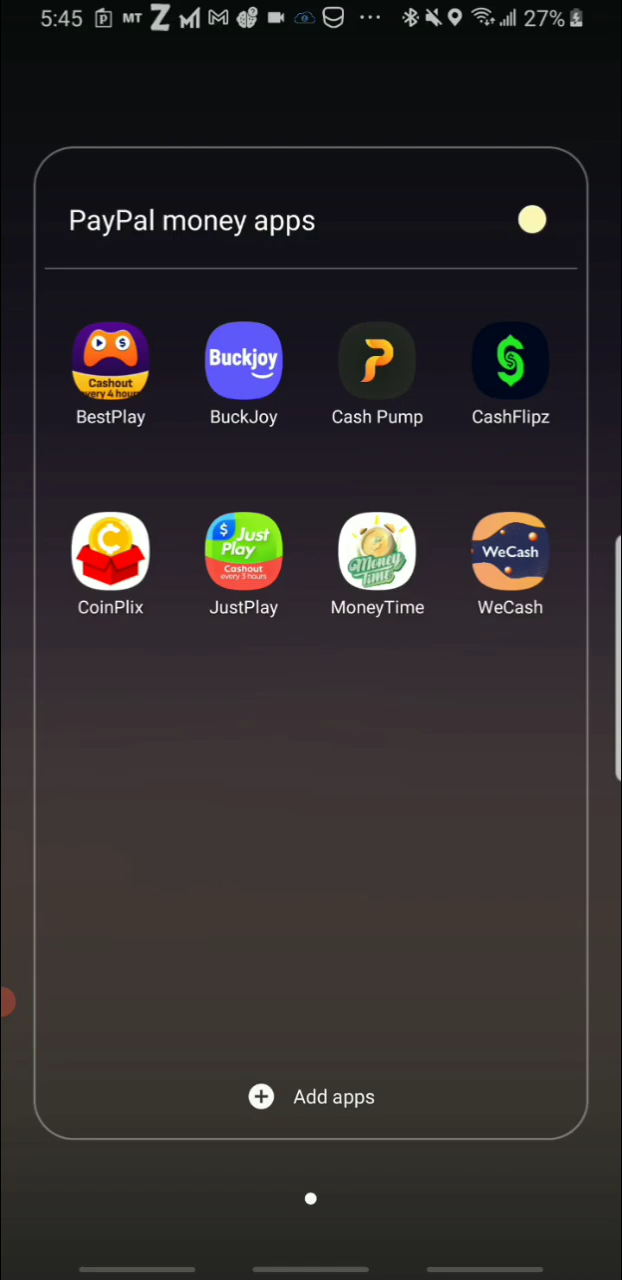 5:45 P MT Z M 27%
PayPal money apps
Cashout
every 4 hours
Buckjoy
BestPlay BuckJoy Cash Pump CashFlipz
$ Just
Play
Cashout
every 3 hours
Money
Time
WeCash
CoinPlix JustPlay MoneyTime WeCash
Add apps